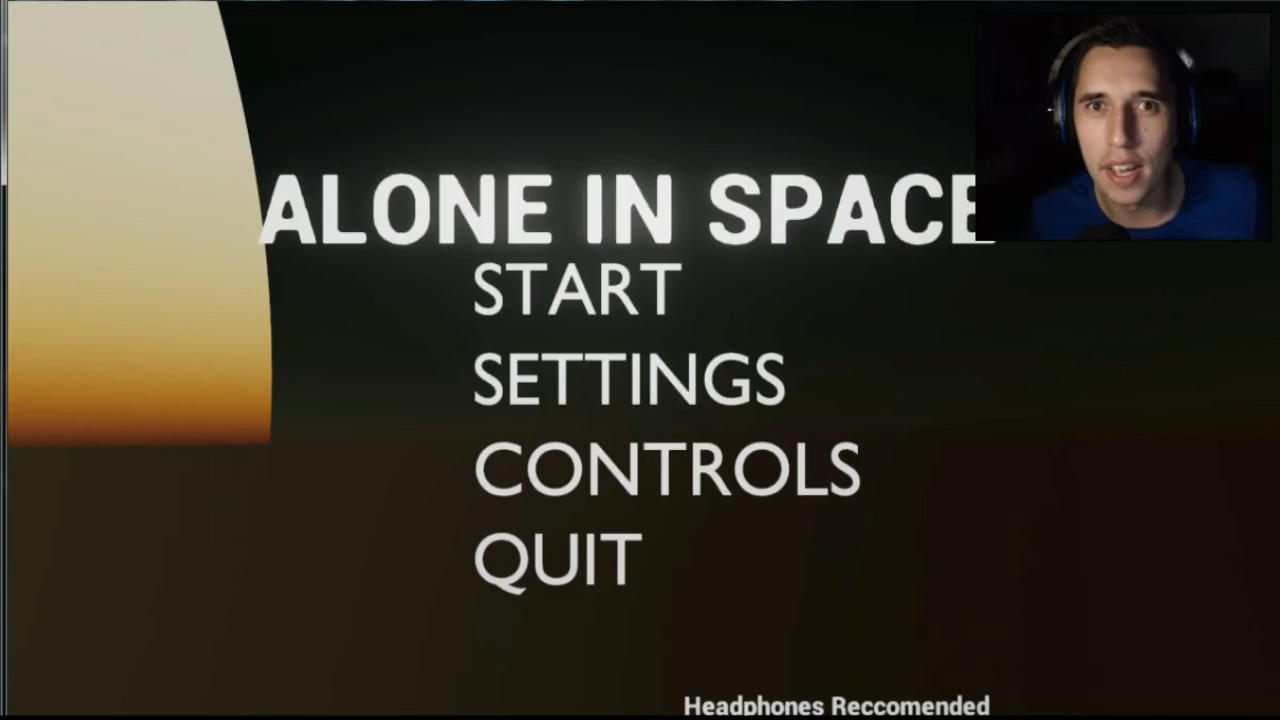 ALONE IN SPACE
START
SETTINGS
CONTROLS
QUIT
Headphones Reccomended